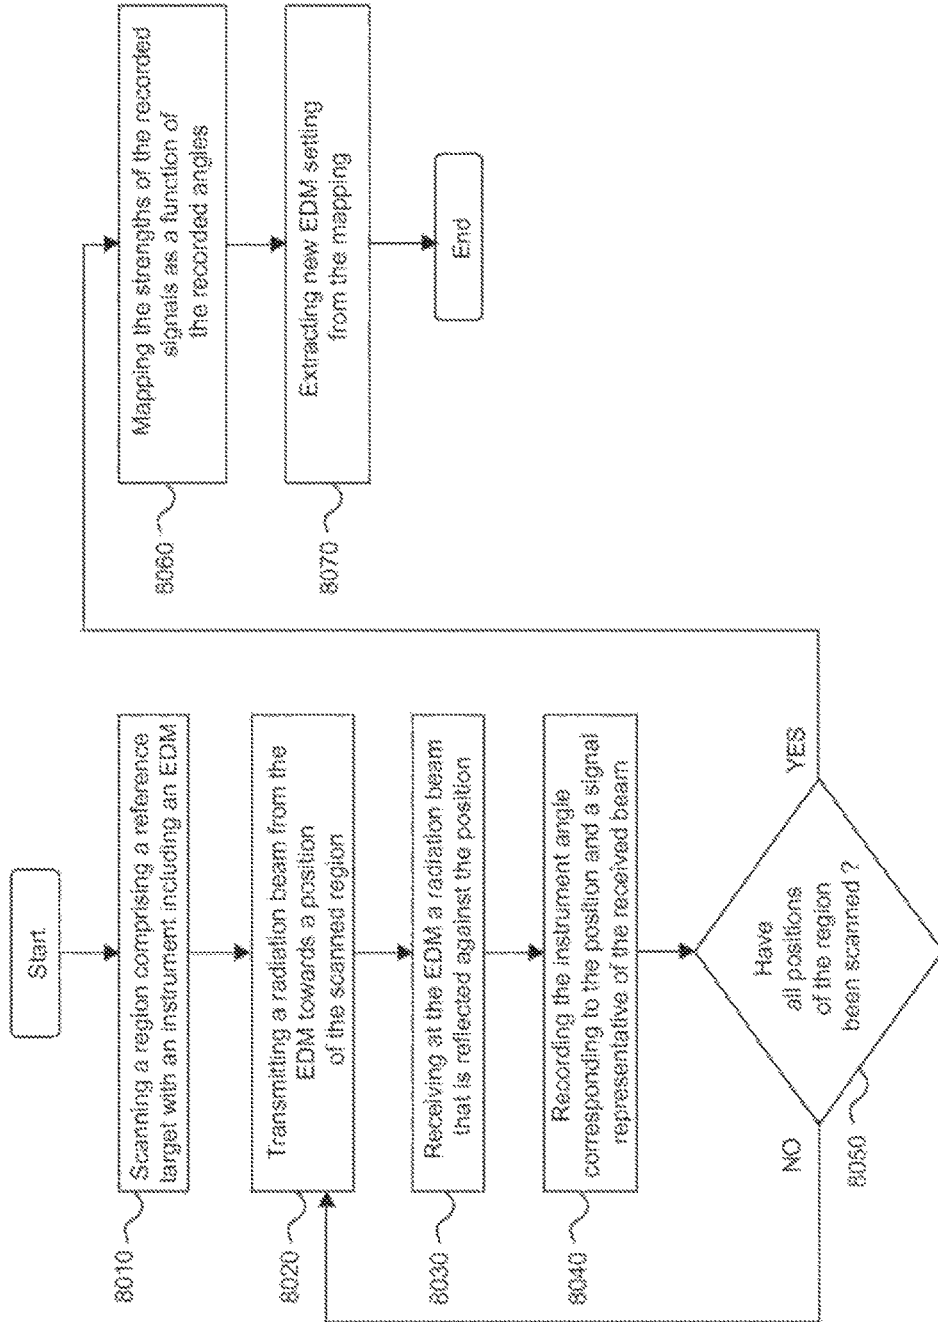 Start
Scanning a region comprising a reference
target with an instrument including an EDM
8010
Transmitting a radiation beam from the
EDM towards a position
of the scanned region
8020
Receiving at the EDM a radiation beam
that is reflected against the position
8030
Recording the instrument angle
corresponding to the position and a signal
representative of the received beam
8040
Have
all positions
of the region
been scanned ?
8050
NO
YES
Mapping the strengths of the recorded
signals as a function of
the recorded angles
8060
Extracting new EDM setting
from the mapping
8070
End